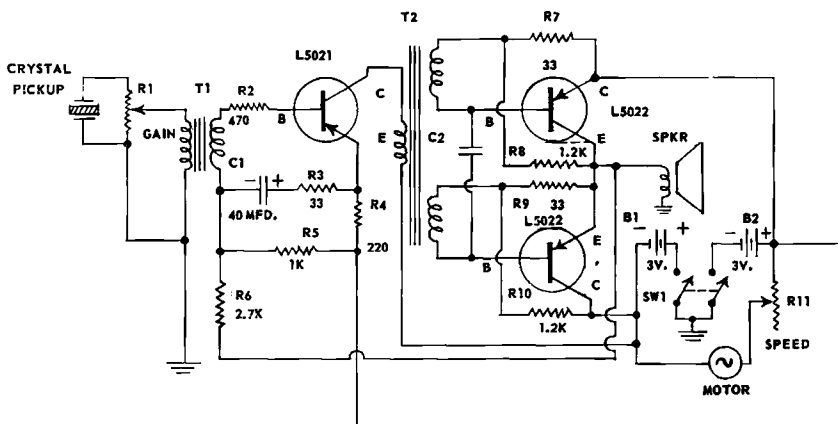 T2
R7
L5021
CRYSTAL
PICKUP
R1
T1
R2
33
C
C
470
B
L5022
GAIN
E
C2
B
E
SPKR
C1
R3
R8
1.2K
40 MFD.
33
R4
R9
33
B1
B2
R5
L5022
220
1K
E
3V.
3V.
B
C
R6
R10
SW1
R11
2.7K
1.2K
SPEED
MOTOR